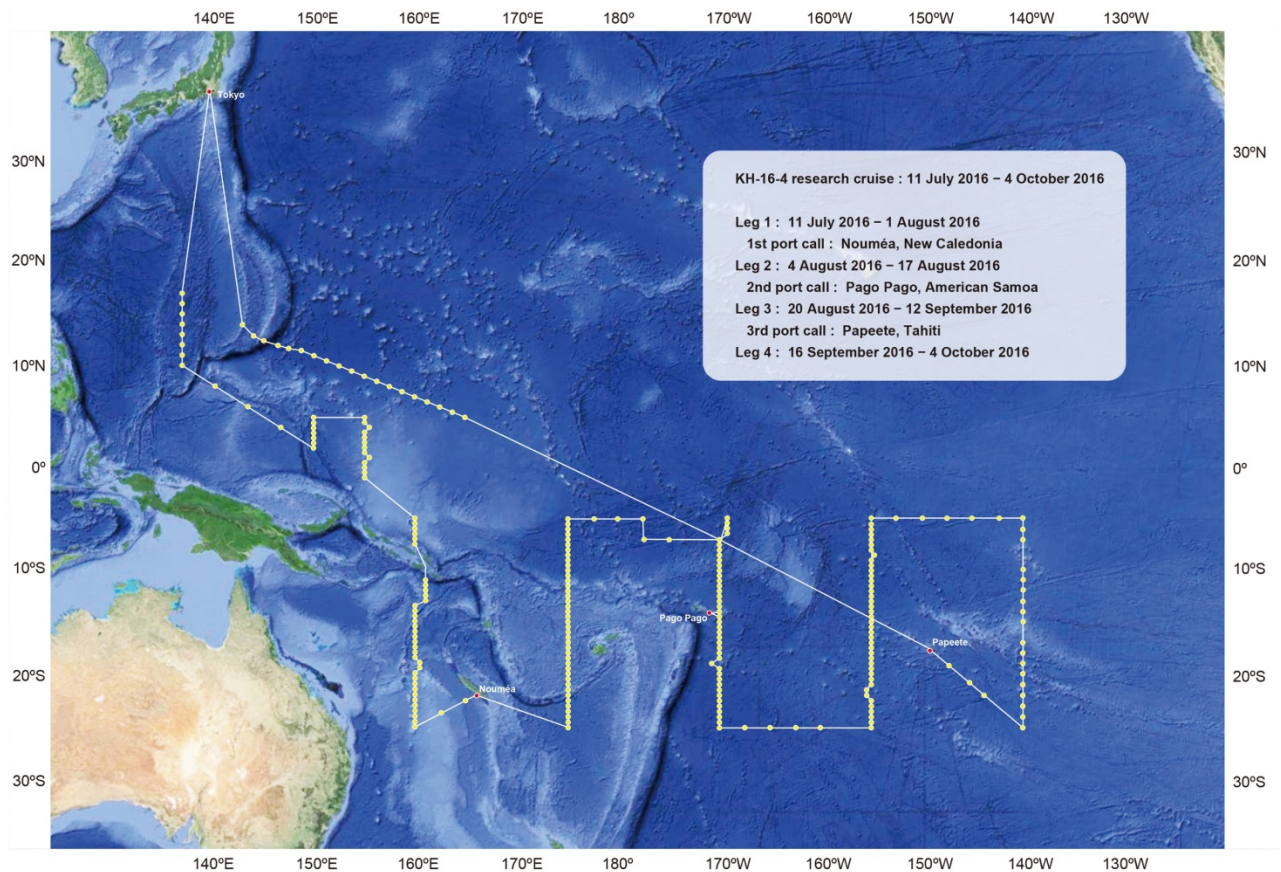 140ºE 150ºE 160ºE 170ºE 180º 170ºW 160ºW 150ºW 140ºW 130ºW
Tokyo
30ºN 30ºN
KH-16-4 research cruise : 11 July 2016 − 4 October 2016
Leg 1 : 11 July 2016 − 1 August 2016
1st port call : Nouméa, New Caledonia
Leg 2 : 4 August 2016 − 17 August 2016
2nd port call : Pago Pago, American Samoa
Leg 3 : 20 August 2016 − 12 September 2016
3rd port call : Papeete, Tahiti
Leg 4 : 16 September 2016 − 4 October 2016
20ºN 20ºN
10ºN 10ºN
0º 0º
10ºS 10ºS
Pago Pago
Papeete
20ºS 20ºS
Nouméa
30ºS 30ºS
140ºE 150ºE 160ºE 170ºE 180º 170ºW 160ºW 150ºW 140ºW 130ºW